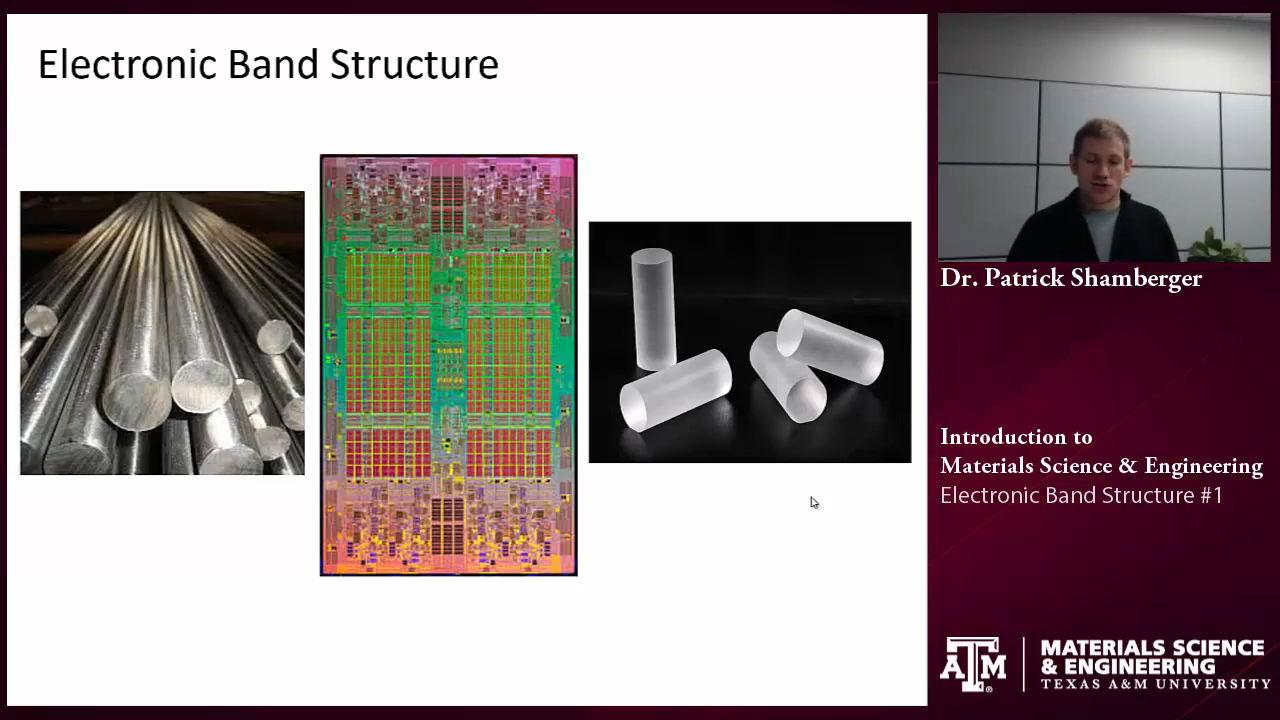 Electronic Band Structure
Dr. Patrick Shamberger
Introduction to
Materials Science & Engineering
Electronic Band Structure #1
ATM
MATERIALS SCIENCE
& ENGINEERING
TEXAS A&M UNIVERSITY